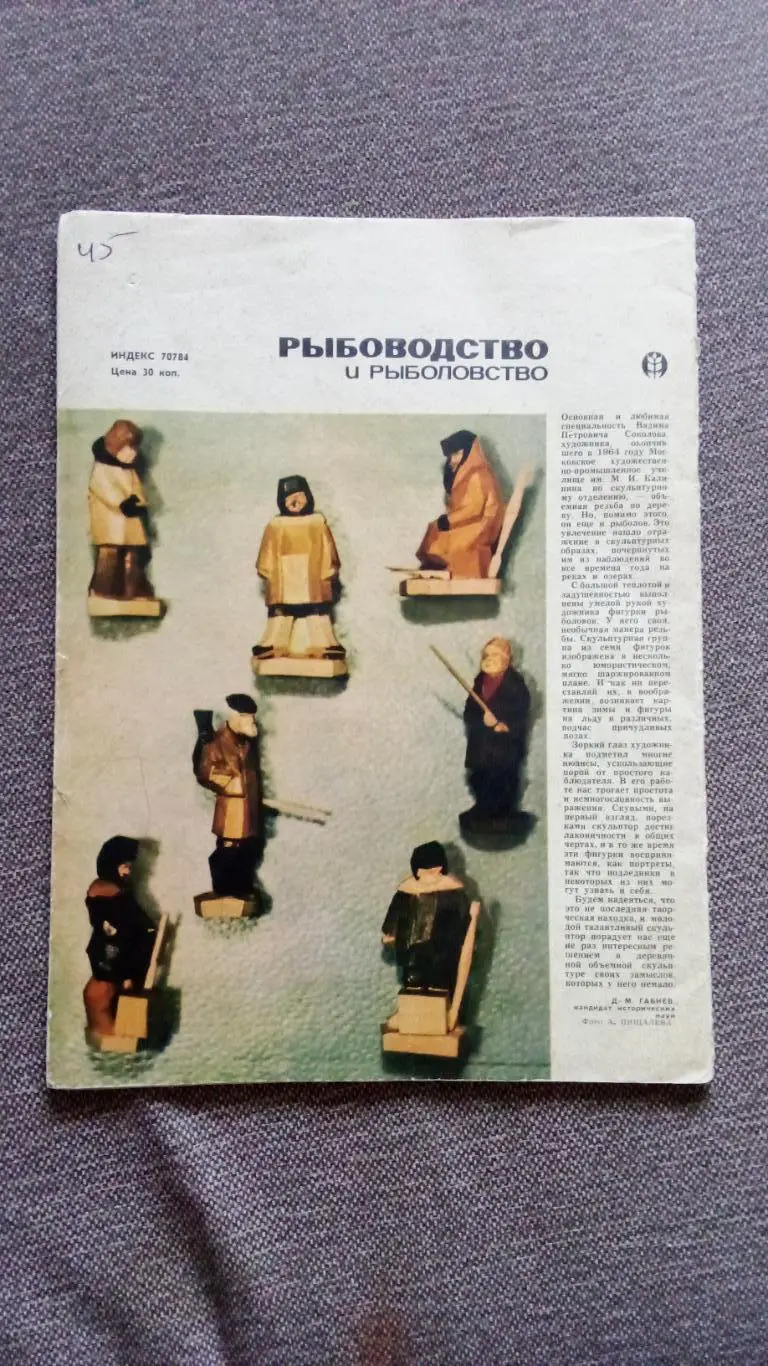 45
ИНДЕКС 70784
Цена 30 коп.
РЫБОВОДСТВО
и РЫБОЛОВСТВО
Основная и любимая
специальность Вадима
Петровича Соколова,
художника, окончив-
шего в 1964 году Мос-
ковское художествен-
но-промышленное учи-
лище им. М. И. Кали-
нина по скульптурно-
му отделению, — объ-
емная резьба по дере-
ву. Но, помимо этого,
он еще и рыболов. Это
увлечение нашло отра-
жение в скульптурных
образах, почерпнутых
им из наблюдений во
все времена года на
реках и озерах.
С большой теплотой и
задушевностью выпол-
нены умелой рукой ху-
дожника фигурки ры-
боловов. У него своя,
необычная манера резь-
бы. Скульптурная груп-
па из семи фигурок
изображена в несколь-
ко юмористическом,
мягко шаржированном
плане. И как ни пере-
ставляй их, в вообра-
жении возникает кар-
тина зимы и фигуры
на льду в различных,
подчас причудливых
позах.
Зоркий глаз художни-
ка подметил многие
нюансы, ускользающие
порой от простого на-
блюдателя. В его рабо-
те нас трогает простота
и немногословность вы-
ражения. Скупыми, на
первый взгляд, порез-
ками скульптор достиг
лаконичности в общих
чертах, и в то же время
эти фигурки восприни-
маются, как портреты,
так что подледники в
некоторых из них мо-
гут узнать и себя.
Будем надеяться, что
это не последняя твор-
ческая находка, и моло-
дой талантливый скуль-
птор порадует нас еще
не раз интересным ре-
шением в деревян-
ной объемной скульп-
туре своих замыслов,
которых у него немало.
Д.-М. ГАБИЕВ,
кандидат исторических
наук
Фото А. ПИЩАЛЕВА